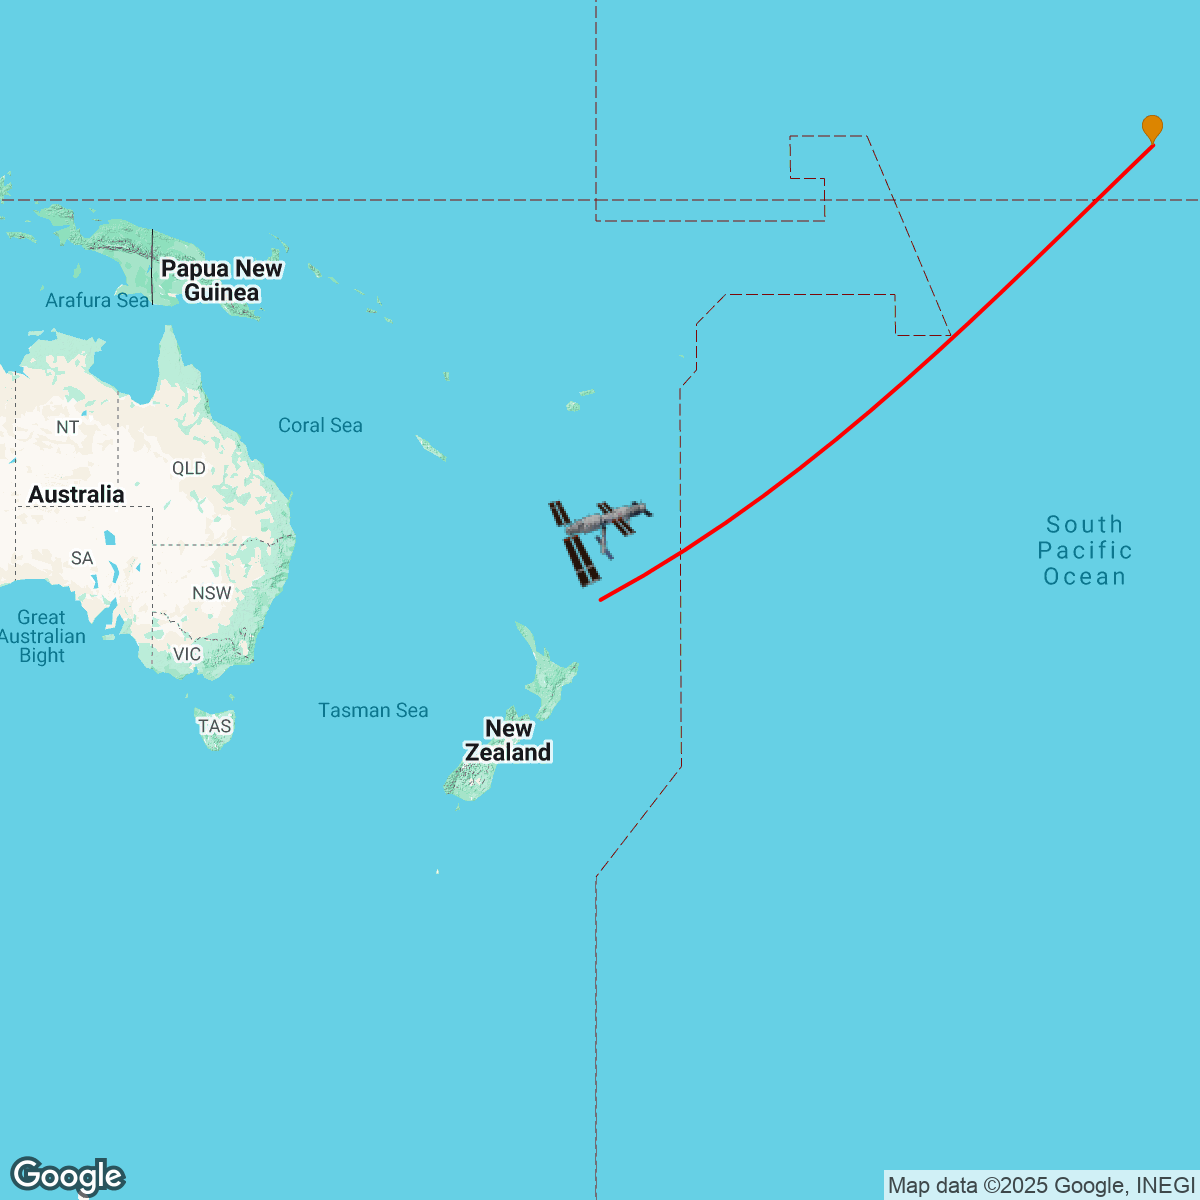 Papua New
Guinea
Arafura Sea
NT
Coral Sea
QLD
Australia
South
Pacific
Ocean
SA
NSW
Great
Australian
Bight
VIC
Tasman Sea
TAS
New
Zealand
Google
Map data ©2025 Google, INEGI